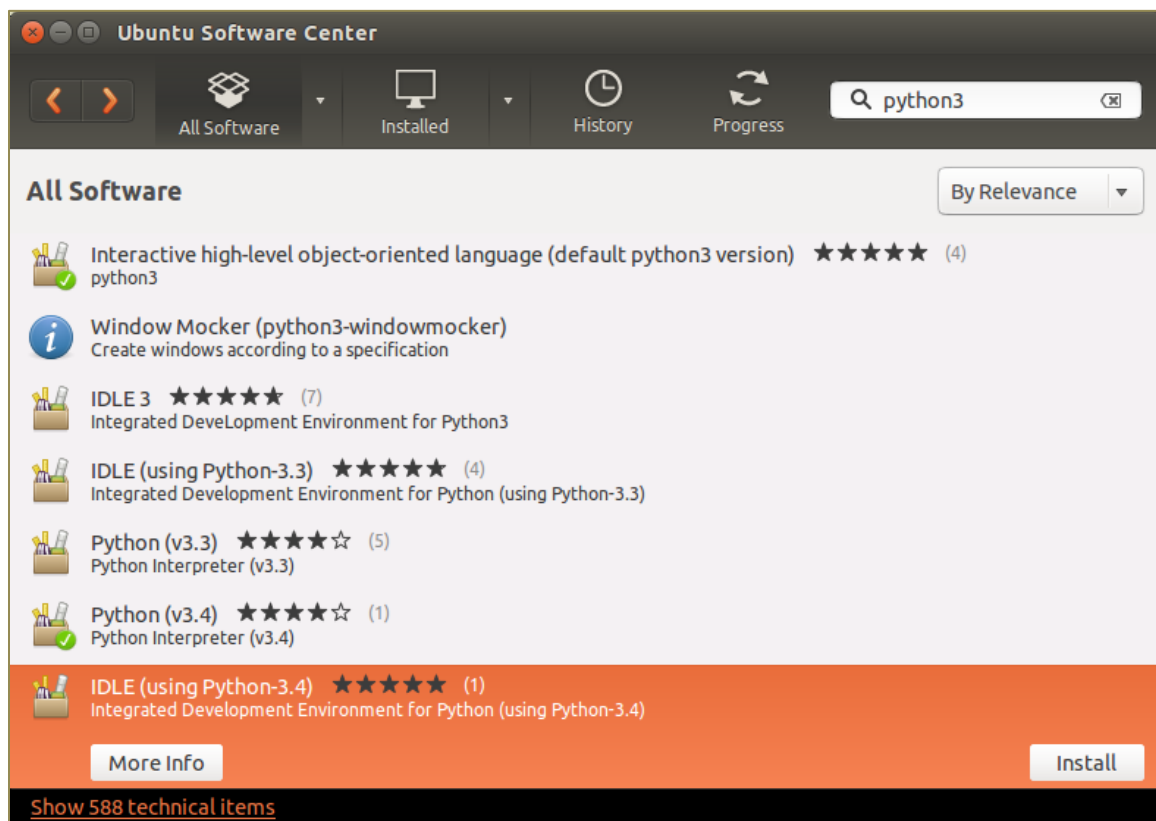 Ubuntu Software Center
All Software
Installed
History
Progress
python3
All Software
By Relevance
Interactive high-level object-oriented language (default python3 version) (4)
python3
Window Mocker (python3-windowmocker)
Create windows according to a specification
IDLE 3 (7)
Integrated DeveLopment Environment for Python3
IDLE (using Python-3.3) (4)
Integrated Development Environment for Python (using Python-3.3)
Python (v3.3) (5)
Python Interpreter (v3.3)
Python (v3.4) (1)
Python Interpreter (v3.4)
IDLE (using Python-3.4) (1)
Integrated Development Environment for Python (using Python-3.4)
More Info
Install
Show 588 technical items